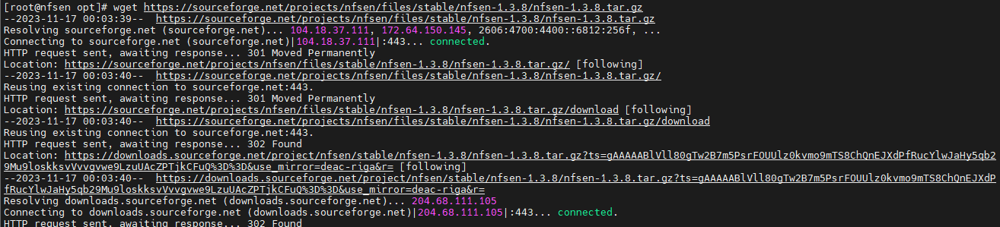 [root@nfsen opt]# wget https://sourceforge.net/projects/nfsen/files/stable/nfsen-1.3.8/nfsen-1.3.8.tar.gz
--2023-11-17 00:03:39--  https://sourceforge.net/projects/nfsen/files/stable/nfsen-1.3.8/nfsen-1.3.8.tar.gz
Resolving sourceforge.net (sourceforge.net)... 104.18.37.111, 172.64.150.145, 2606:4700:4400::6812:256f, ...
Connecting to sourceforge.net (sourceforge.net)|104.18.37.111|:443... connected.
HTTP request sent, awaiting response... 301 Moved Permanently
Location: https://sourceforge.net/projects/nfsen/files/stable/nfsen-1.3.8/nfsen-1.3.8.tar.gz/ [following]
--2023-11-17 00:03:40--  https://sourceforge.net/projects/nfsen/files/stable/nfsen-1.3.8/nfsen-1.3.8.tar.gz/
Reusing existing connection to sourceforge.net:443.
HTTP request sent, awaiting response... 301 Moved Permanently
Location: https://sourceforge.net/projects/nfsen/files/stable/nfsen-1.3.8/nfsen-1.3.8.tar.gz/download [following]
--2023-11-17 00:03:40--  https://sourceforge.net/projects/nfsen/files/stable/nfsen-1.3.8/nfsen-1.3.8.tar.gz/download
Reusing existing connection to sourceforge.net:443.
HTTP request sent, awaiting response... 302 Found
Location: https://downloads.sourceforge.net/project/nfsen/stable/nfsen-1.3.8/nfsen-1.3.8.tar.gz?ts=gAAAAABlVll80gTw2B7m5PsrFOUUlz0kvmo9mTS8ChQnEJXdPfRucYlwJaHy5qb2
9Mu9loskksvVvvgvwe9LzuUAcZPTjkCFuQ%3D%3D&use_mirror=deac-riga&r= [following]
--2023-11-17 00:03:40--  https://downloads.sourceforge.net/project/nfsen/stable/nfsen-1.3.8/nfsen-1.3.8.tar.gz?ts=gAAAAABlVll80gTw2B7m5PsrFOUUlz0kvmo9mTS8ChQnEJXdP
fRucYlwJaHy5qb29Mu9loskksvVvvgvwe9LzuUAcZPTjkCFuQ%3D%3D&use_mirror=deac-riga&r=
Resolving downloads.sourceforge.net (downloads.sourceforge.net)... 204.68.111.105
Connecting to downloads.sourceforge.net (downloads.sourceforge.net)|204.68.111.105|:443... connected.
HTTP request sent, awaiting response... 302 Found